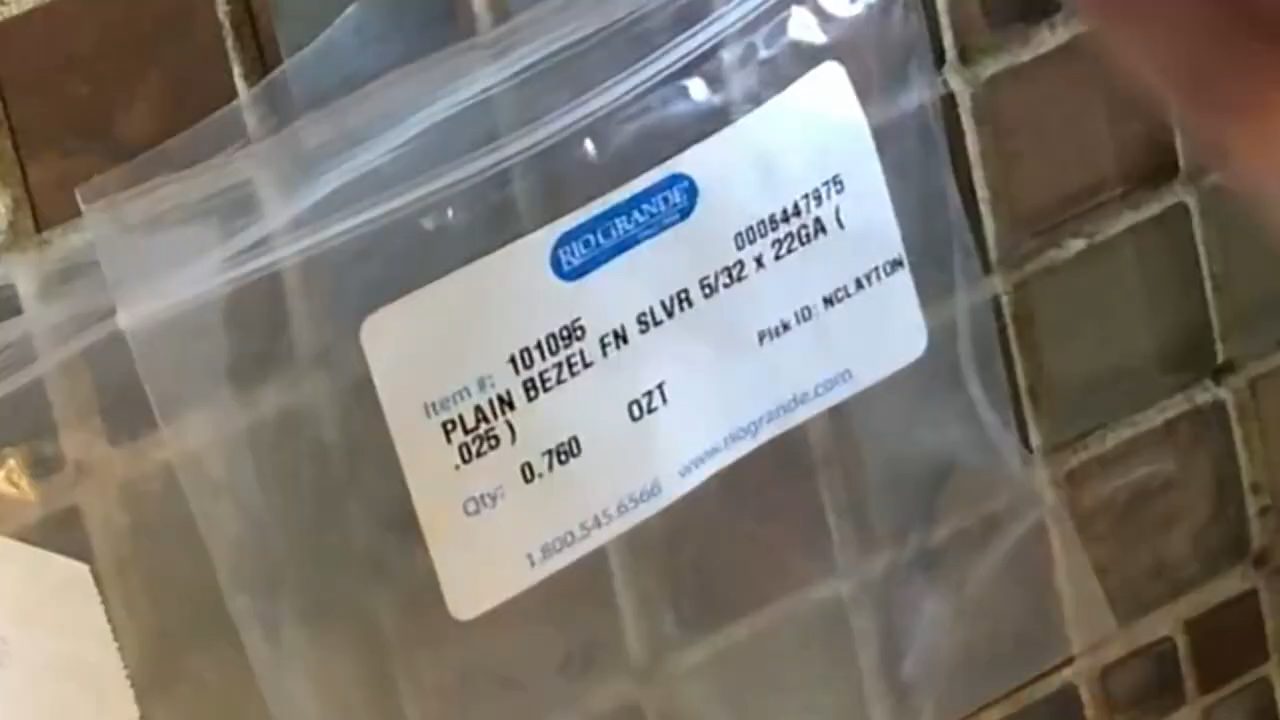 RIO GRANDE
0006447975
Item #: 101095
PLAIN BEZEL FN SLVR 5/32 x 22GA (
.025 )
Pick ID: NCLAYTON
Qty: 0.760 OZT
1.800.545.6566 www.riogrande.com